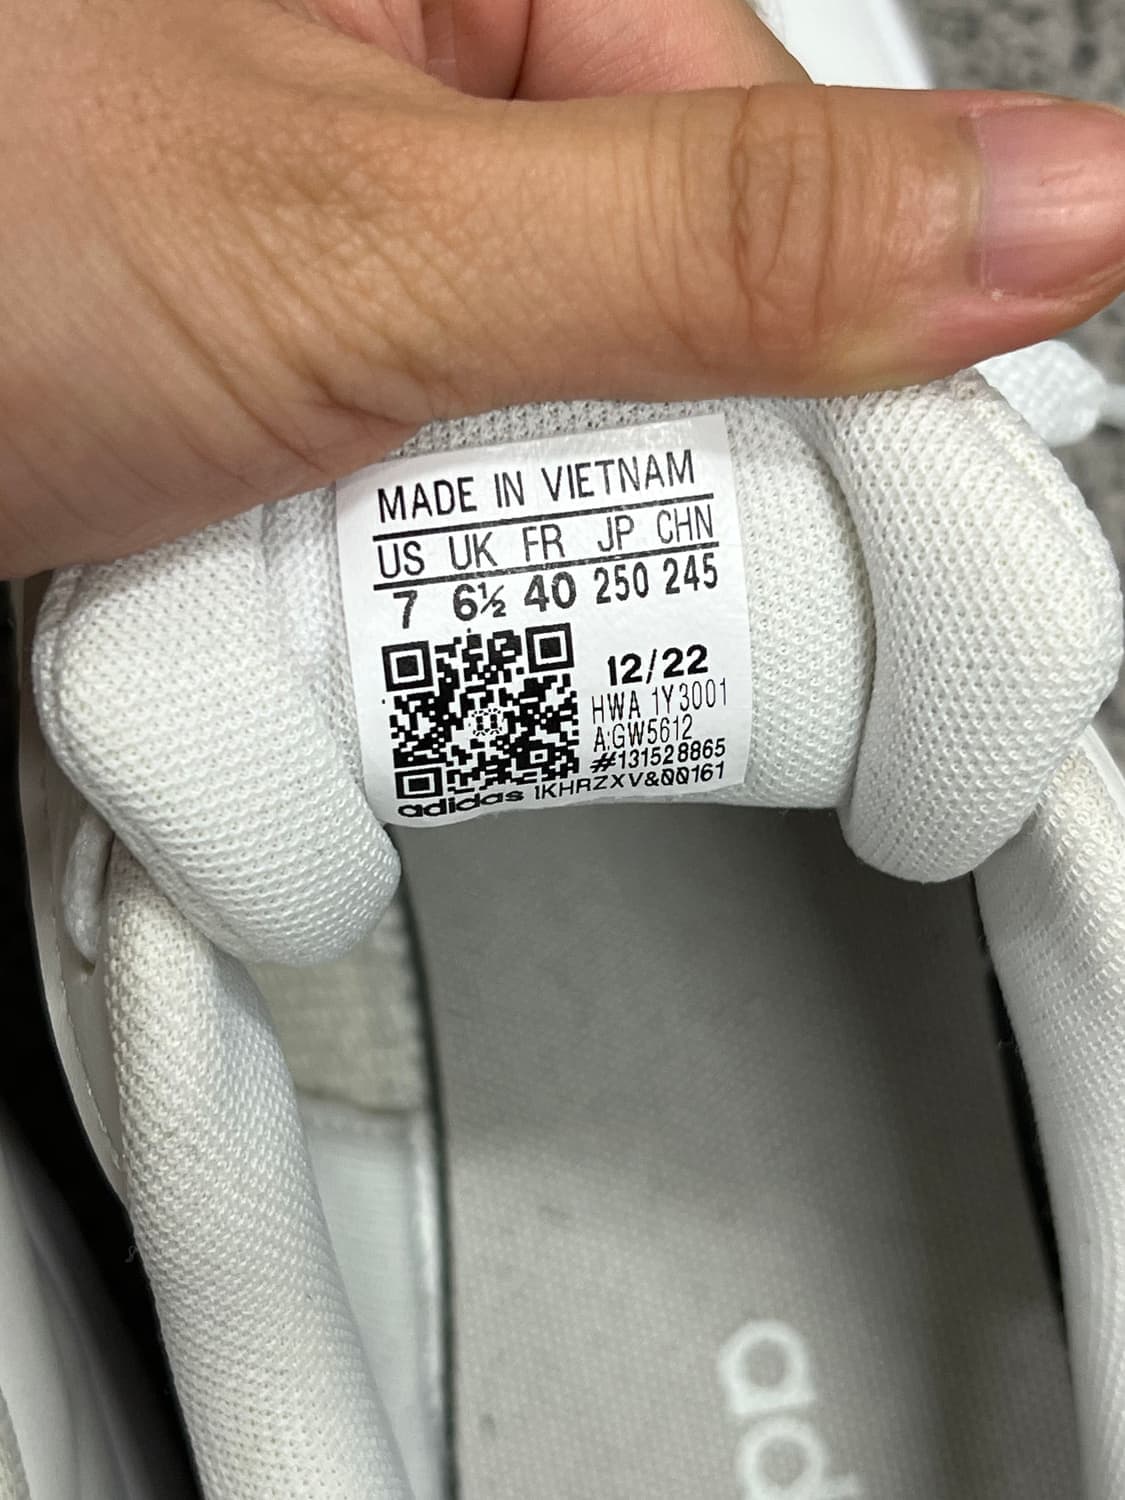 MADE IN VIETNAM
US UK FR JP CHN
7 6½ 40 250 245
12/22
HWA 1Y3001
A:GW5612
#131528865
adidas 1KHRZXV&00161
ad